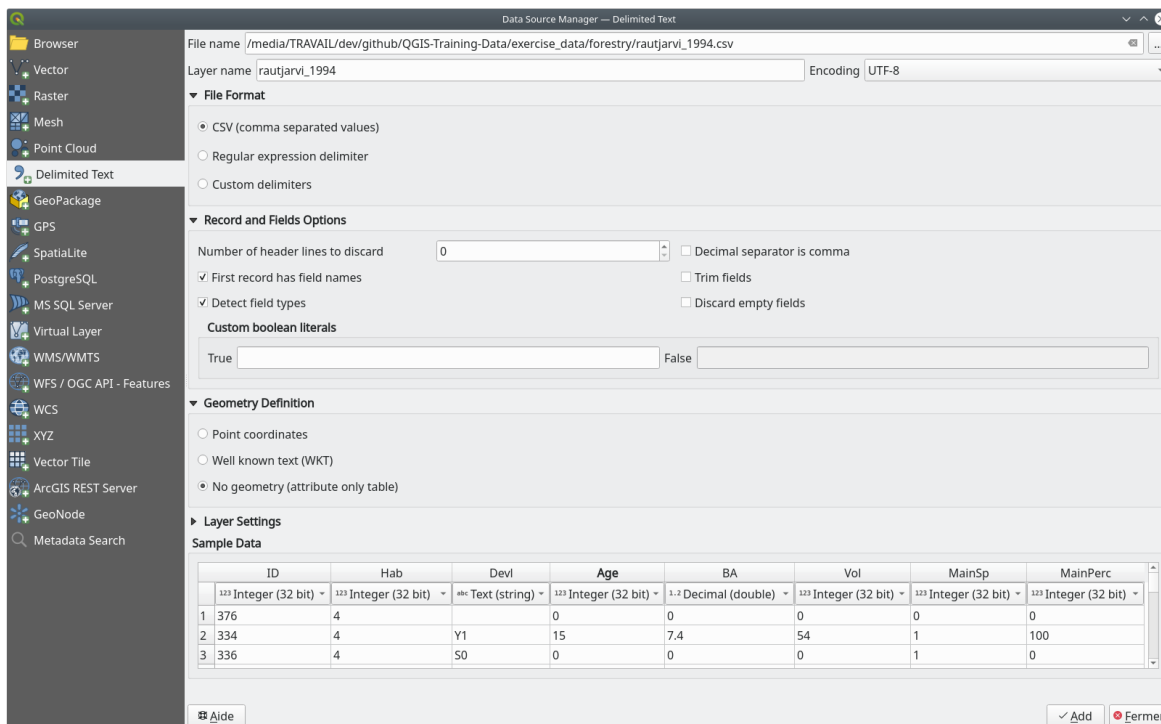 Data Source Manager — Delimited Text
Browser
Vector
Raster
Mesh
Point Cloud
Delimited Text
GeoPackage
GPS
SpatiaLite
PostgreSQL
MS SQL Server
Virtual Layer
WMS/WMTS
WFS / OGC API - Features
WCS
XYZ
Vector Tile
ArcGIS REST Server
GeoNode
Metadata Search
File name /media/TRAVAIL/dev/github/QGIS-Training-Data/exercise_data/forestry/rautjarvi_1994.csv ...
Layer name rautjarvi_1994 Encoding UTF-8
File Format
CSV (comma separated values)
Regular expression delimiter
Custom delimiters
Record and Fields Options
Number of header lines to discard 0 Decimal separator is comma
First record has field names Trim fields
Detect field types Discard empty fields
Custom boolean literals
True False
Geometry Definition
Point coordinates
Well known text (WKT)
No geometry (attribute only table)
Layer Settings
Sample Data
ID Hab Devl Age BA Vol MainSp MainPerc
123 Integer (32 bit) 123 Integer (32 bit) abc Text (string) 123 Integer (32 bit) 1.2 Decimal (double) 123 Integer (32 bit) 123 Integer (32 bit) 123 Integer (32 bit)
1 376 4 0 0 0 0 0
2 334 4 Y1 15 7.4 54 1 100
3 336 4 S0 0 0 0 1 0
Aide Add Fermer